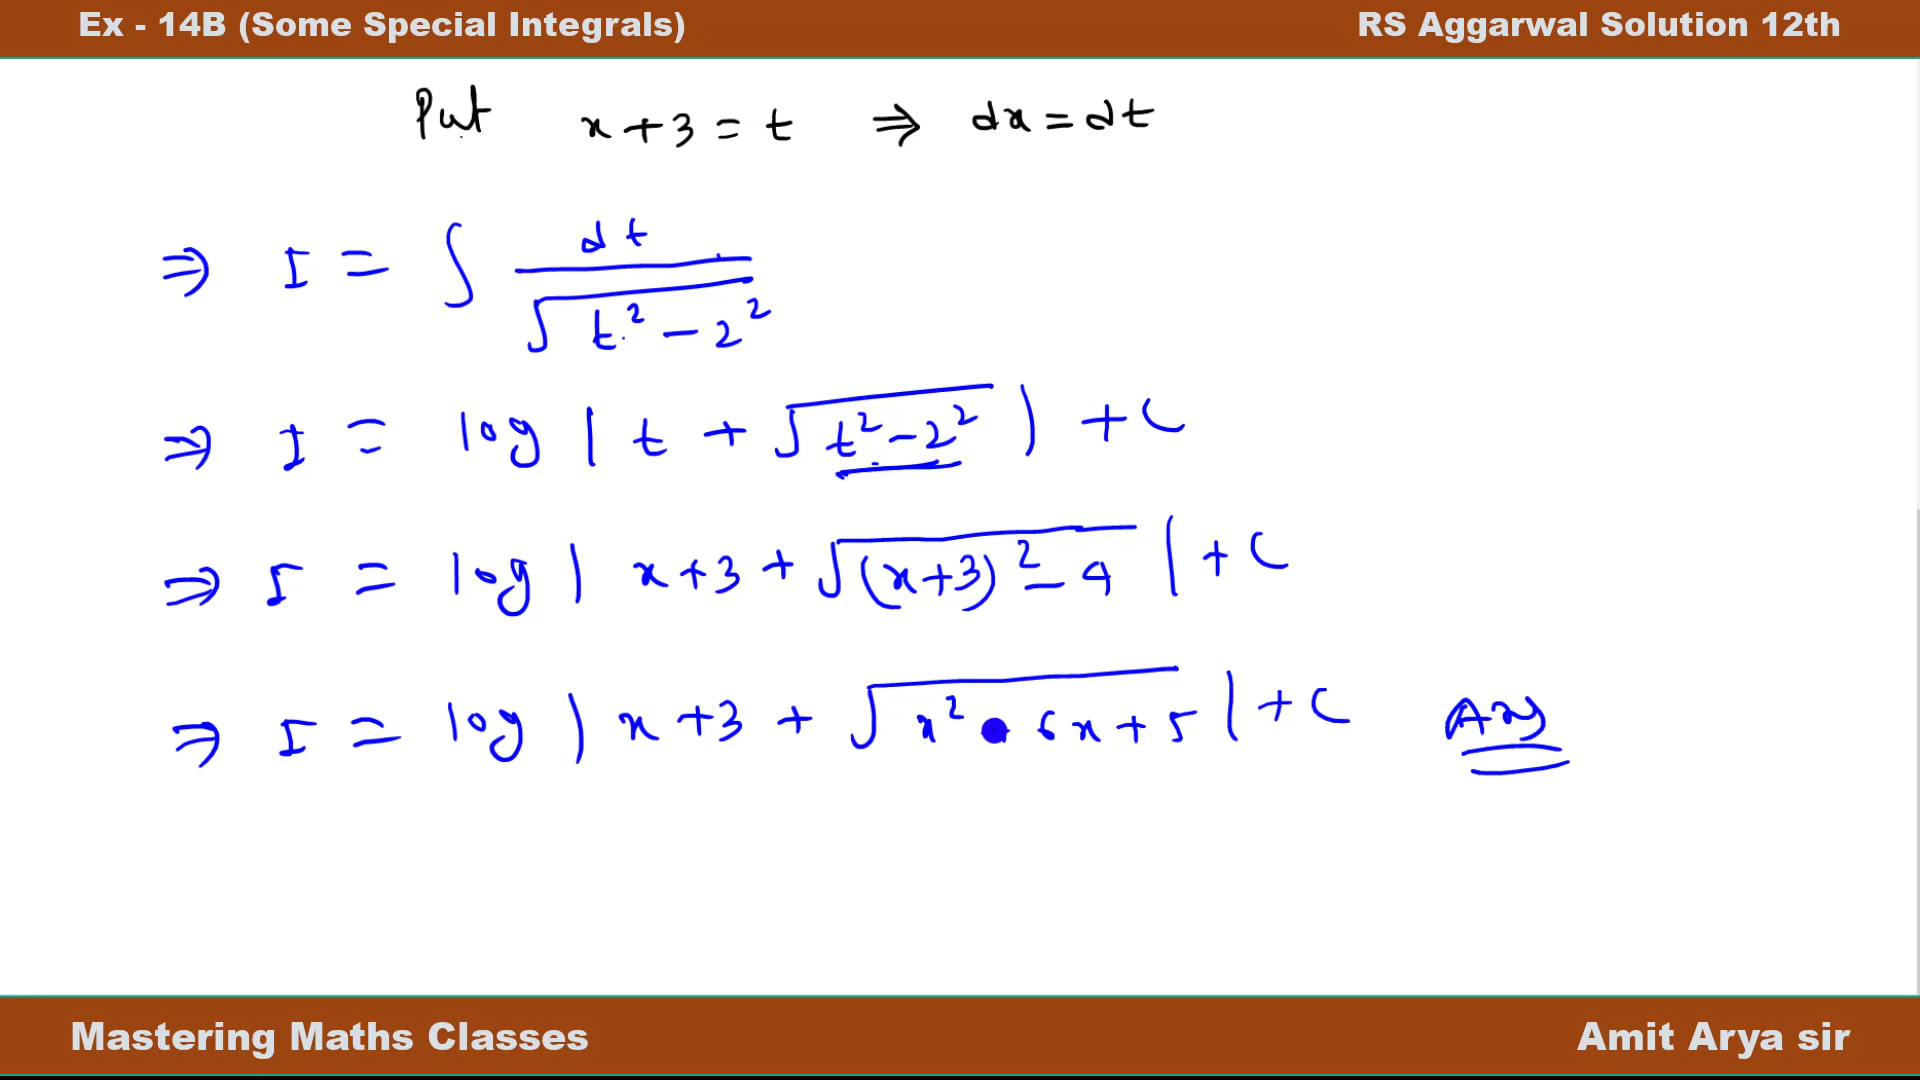 Ex - 14B (Some Special Integrals) RS Aggarwal Solution 12th
Put x+3 = t ⇒ dx = dt
⇒ I = ∫ dt / √(t² - 2²)
⇒ I = log | t + √(t² - 2²) | + C
⇒ I = log | x+3 + √((x+3)² - 4) | + C
⇒ I = log | x+3 + √(x² 6x + 5) | + C Ans
Mastering Maths Classes Amit Arya sir